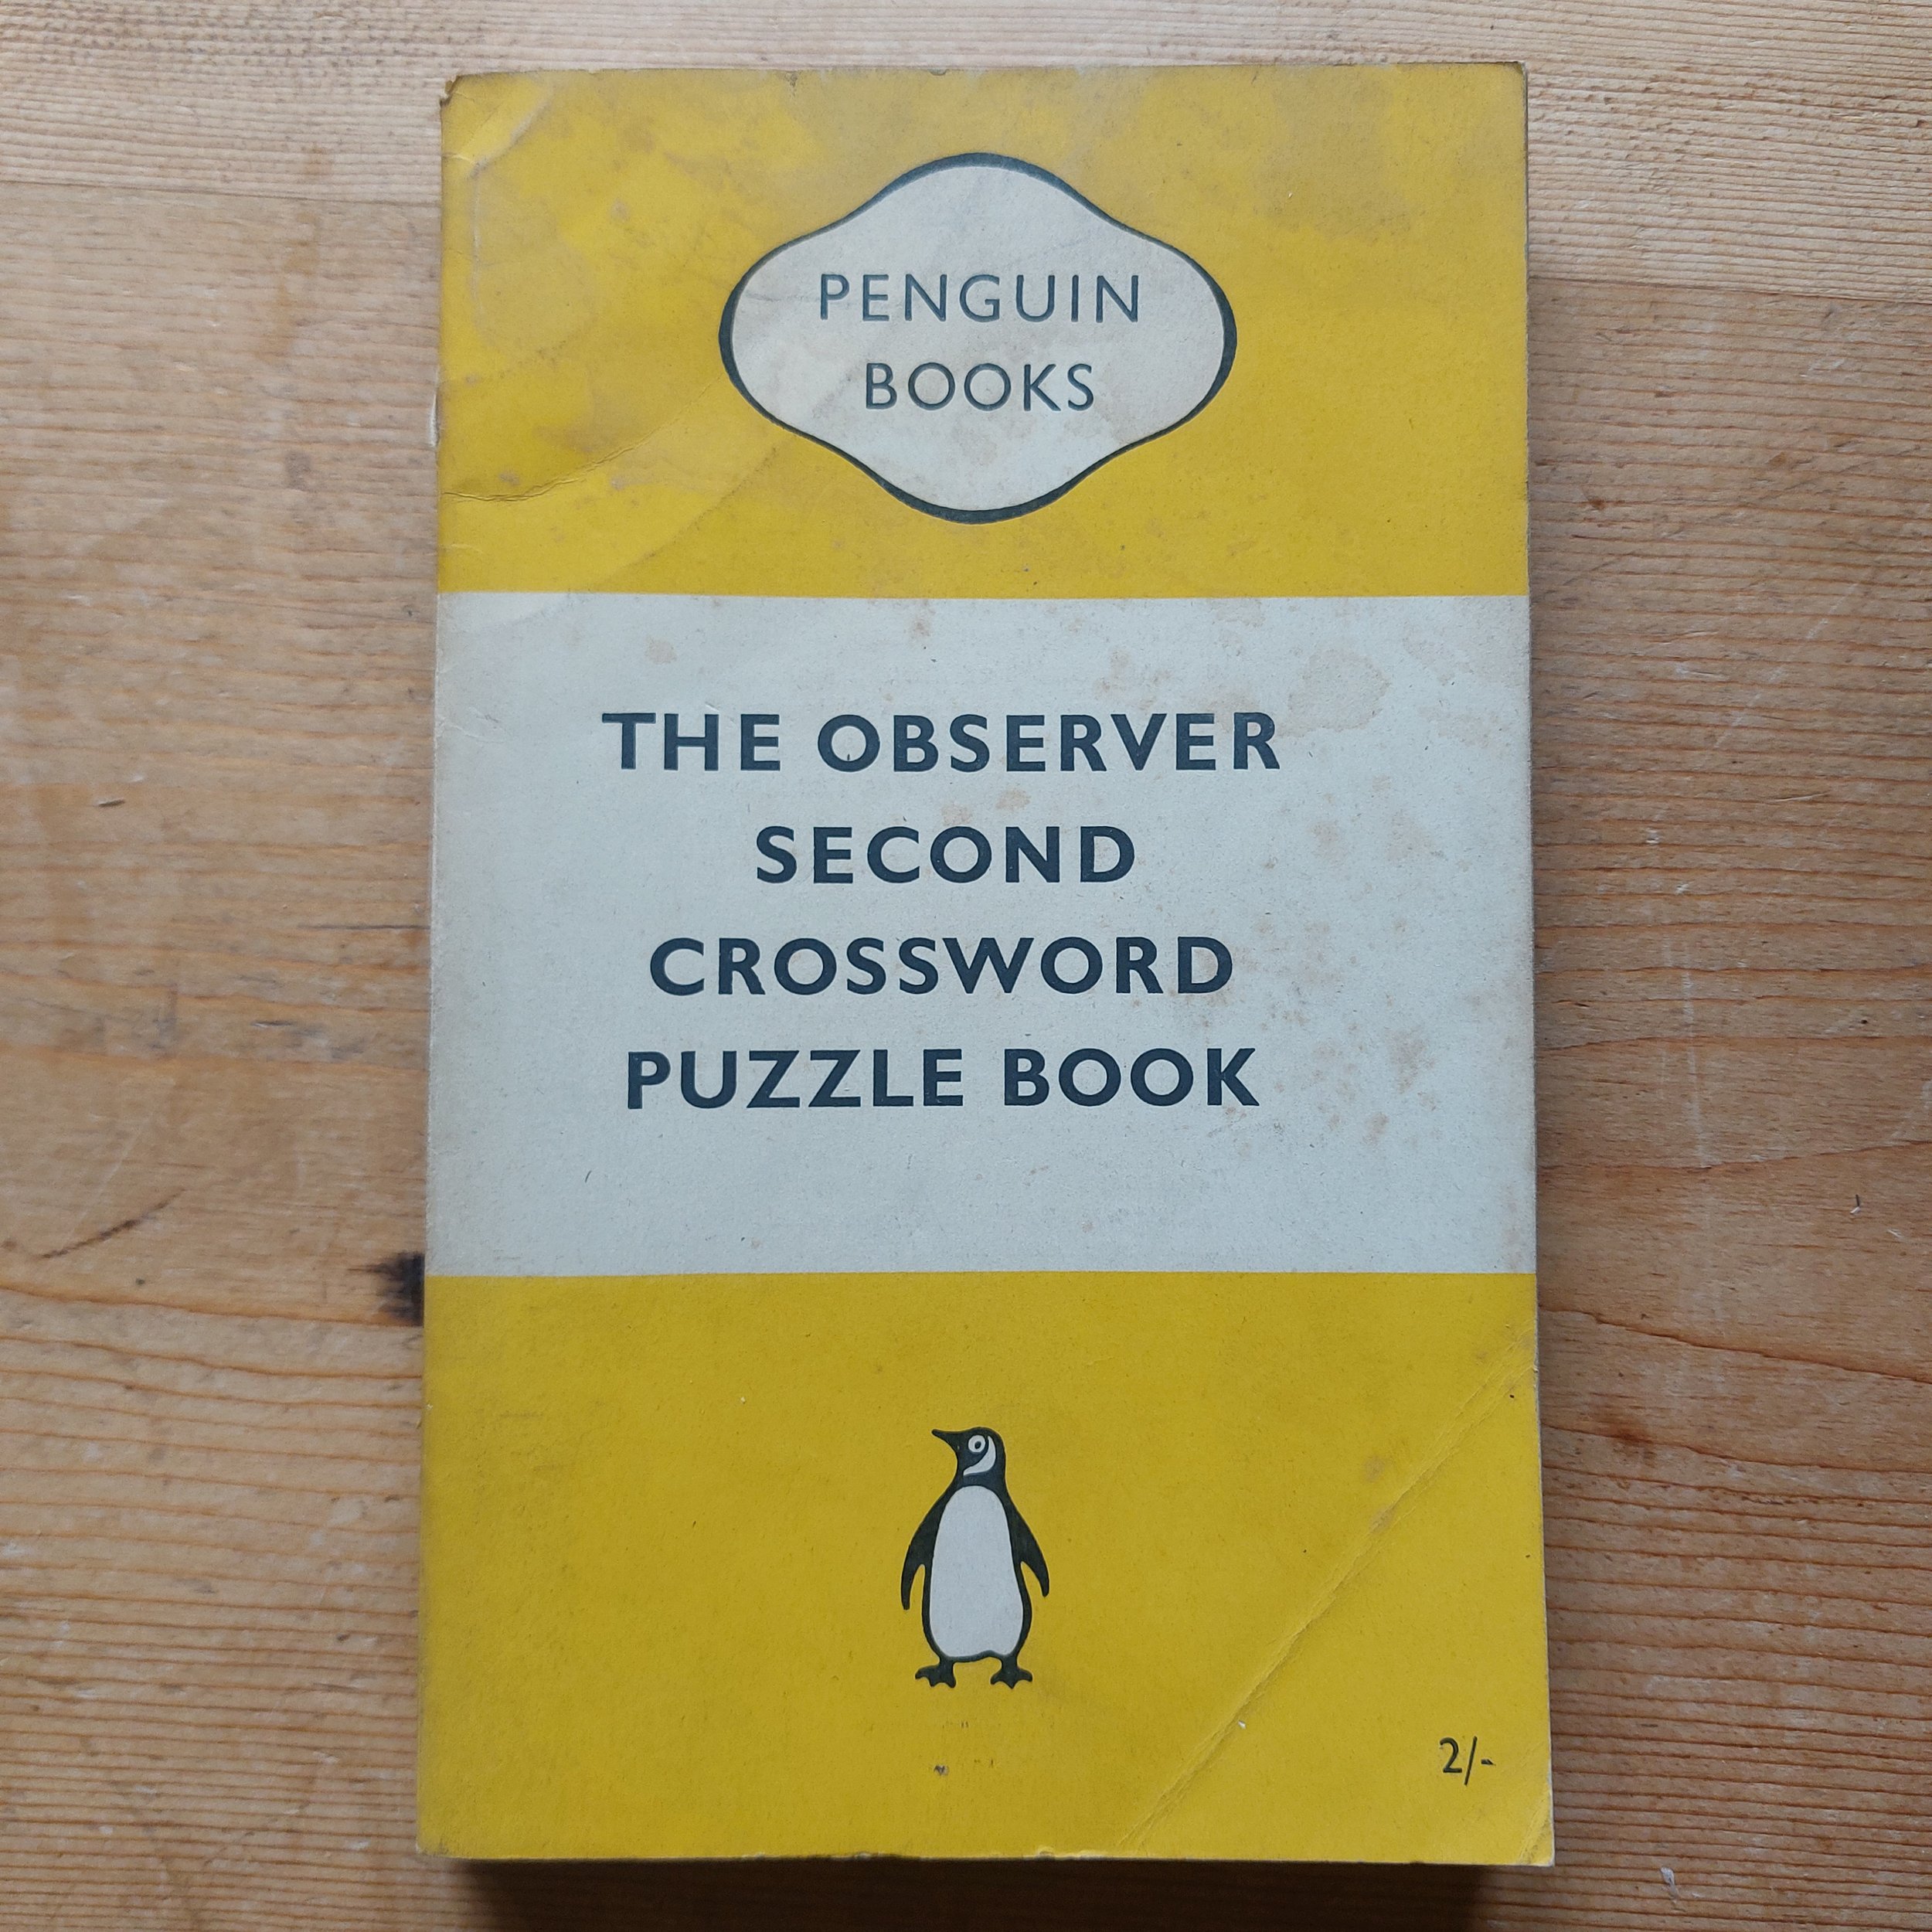 PENGUIN
BOOKS
THE OBSERVER
SECOND
CROSSWORD
PUZZLE BOOK
2/-